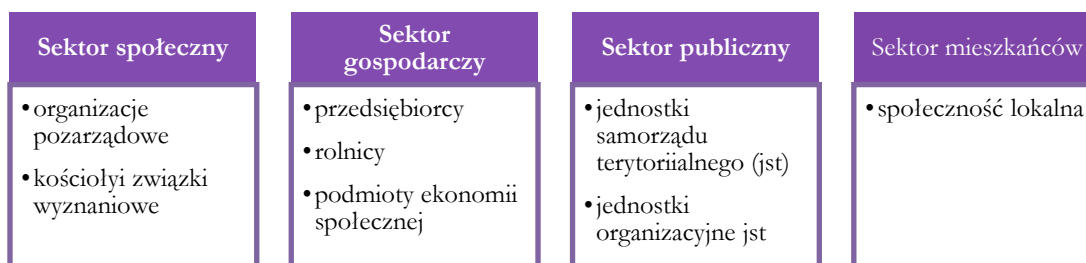 Sektor społeczny
• organizacje
pozarządowe
• kościołyi związki
wyznaniowe
Sektor
gospodarczy
• przedsiębiorcy
• rolnicy
• podmioty ekonomii
społecznej
Sektor publiczny
• jednostki
samorządu
terytoriialnego (jst)
• jednostki
organizacyjne jst
Sektor mieszkańców
• społeczność lokalna